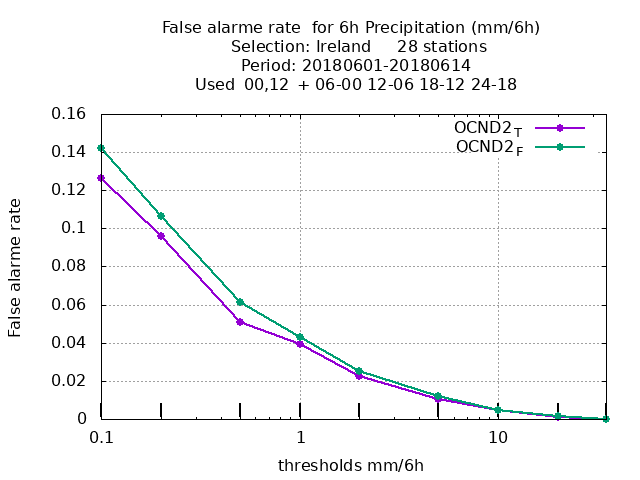 False alarme rate  for 6h Precipitation (mm/6h)
Selection: Ireland     28 stations
Period: 20180601-20180614
Used  00,12  + 06-00 12-06 18-12 24-18
0.16
0.14
0.12
0.1
0.08
0.06
0.04
0.02
0
False alarme rate
OCND2T
OCND2F
0.1 1 10
thresholds mm/6h